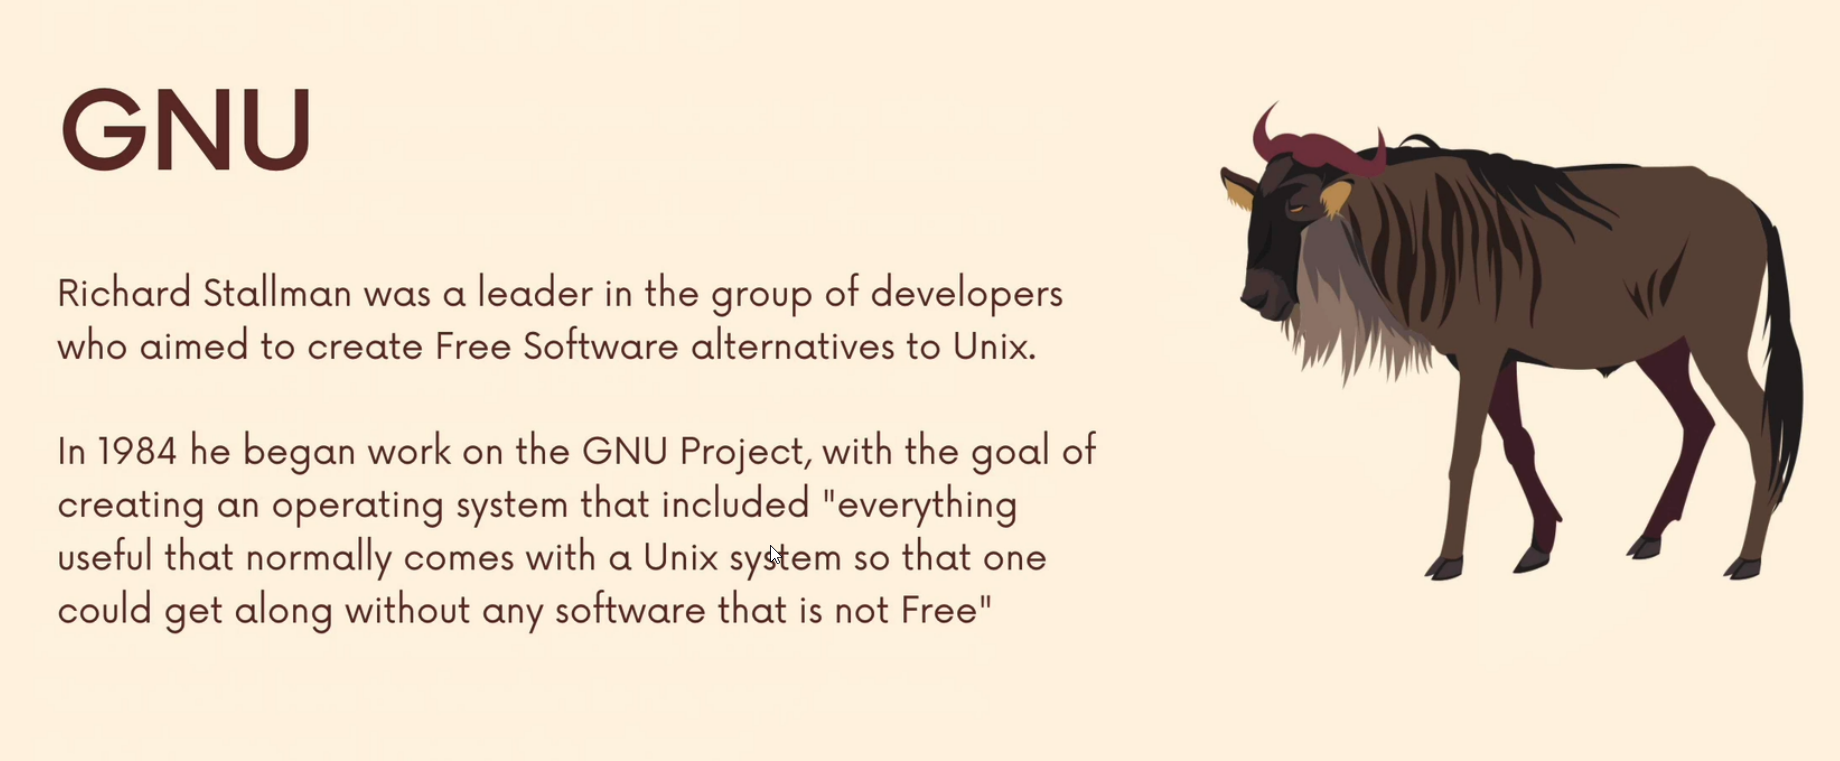 GNU
Richard Stallman was a leader in the group of developers
who aimed to create Free Software alternatives to Unix.
In 1984 he began work on the GNU Project, with the goal of
creating an operating system that included "everything
useful that normally comes with a Unix system so that one
could get along without any software that is not Free"